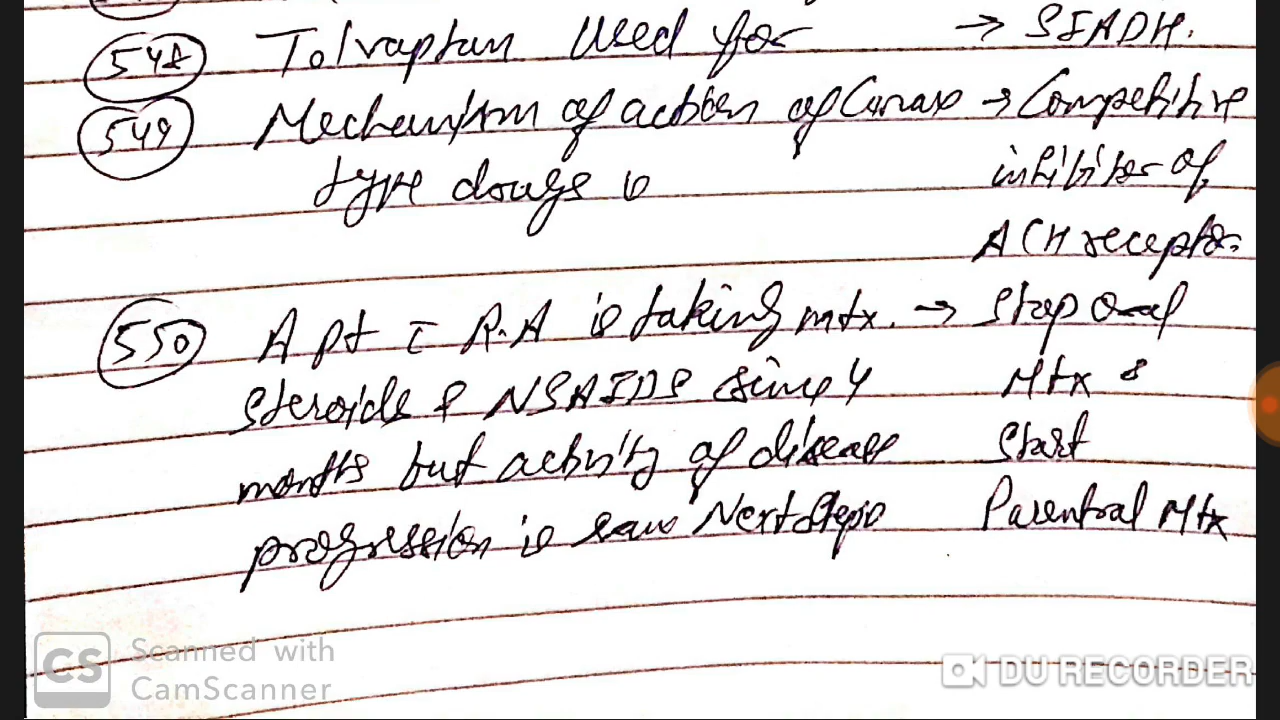 548 Tolvaptan Used for → SIADH.
549 Mechanism of action of Curare → Competitive
type drugs is inhibitor of
ACH receptor.
550 A pt c R.A is taking mtx. → Stop oral
steroids & NSAIDS since 4 Mtx &
months but activity of disease Start
progression is same Next Step is Parentral Mtx
CS Scanned with
CamScanner
DU RECORDER